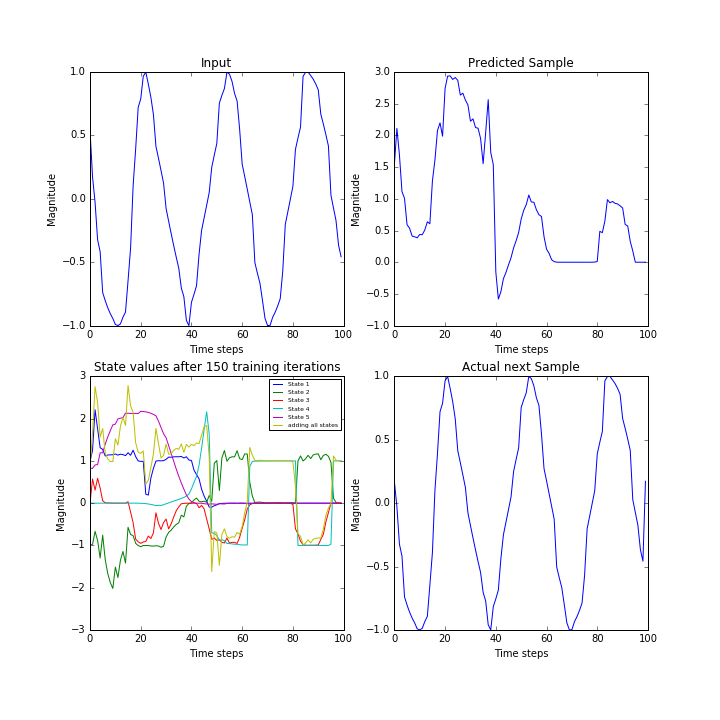 Input
Magnitude
1.0
0.5
0.0
−0.5
−1.0
0 20 40 60 80 100
Time steps
Predicted Sample
Magnitude
3.0
2.5
2.0
1.5
1.0
0.5
0.0
−0.5
−1.0
0 20 40 60 80 100
Time steps
State values after 150 training iterations
Magnitude
3
2
1
0
−1
−2
−3
0 20 40 60 80 100
Time steps
State 1
State 2
State 3
State 4
State 5
adding all states
Actual next Sample
Magnitude
1.0
0.5
0.0
−0.5
−1.0
0 20 40 60 80 100
Time steps